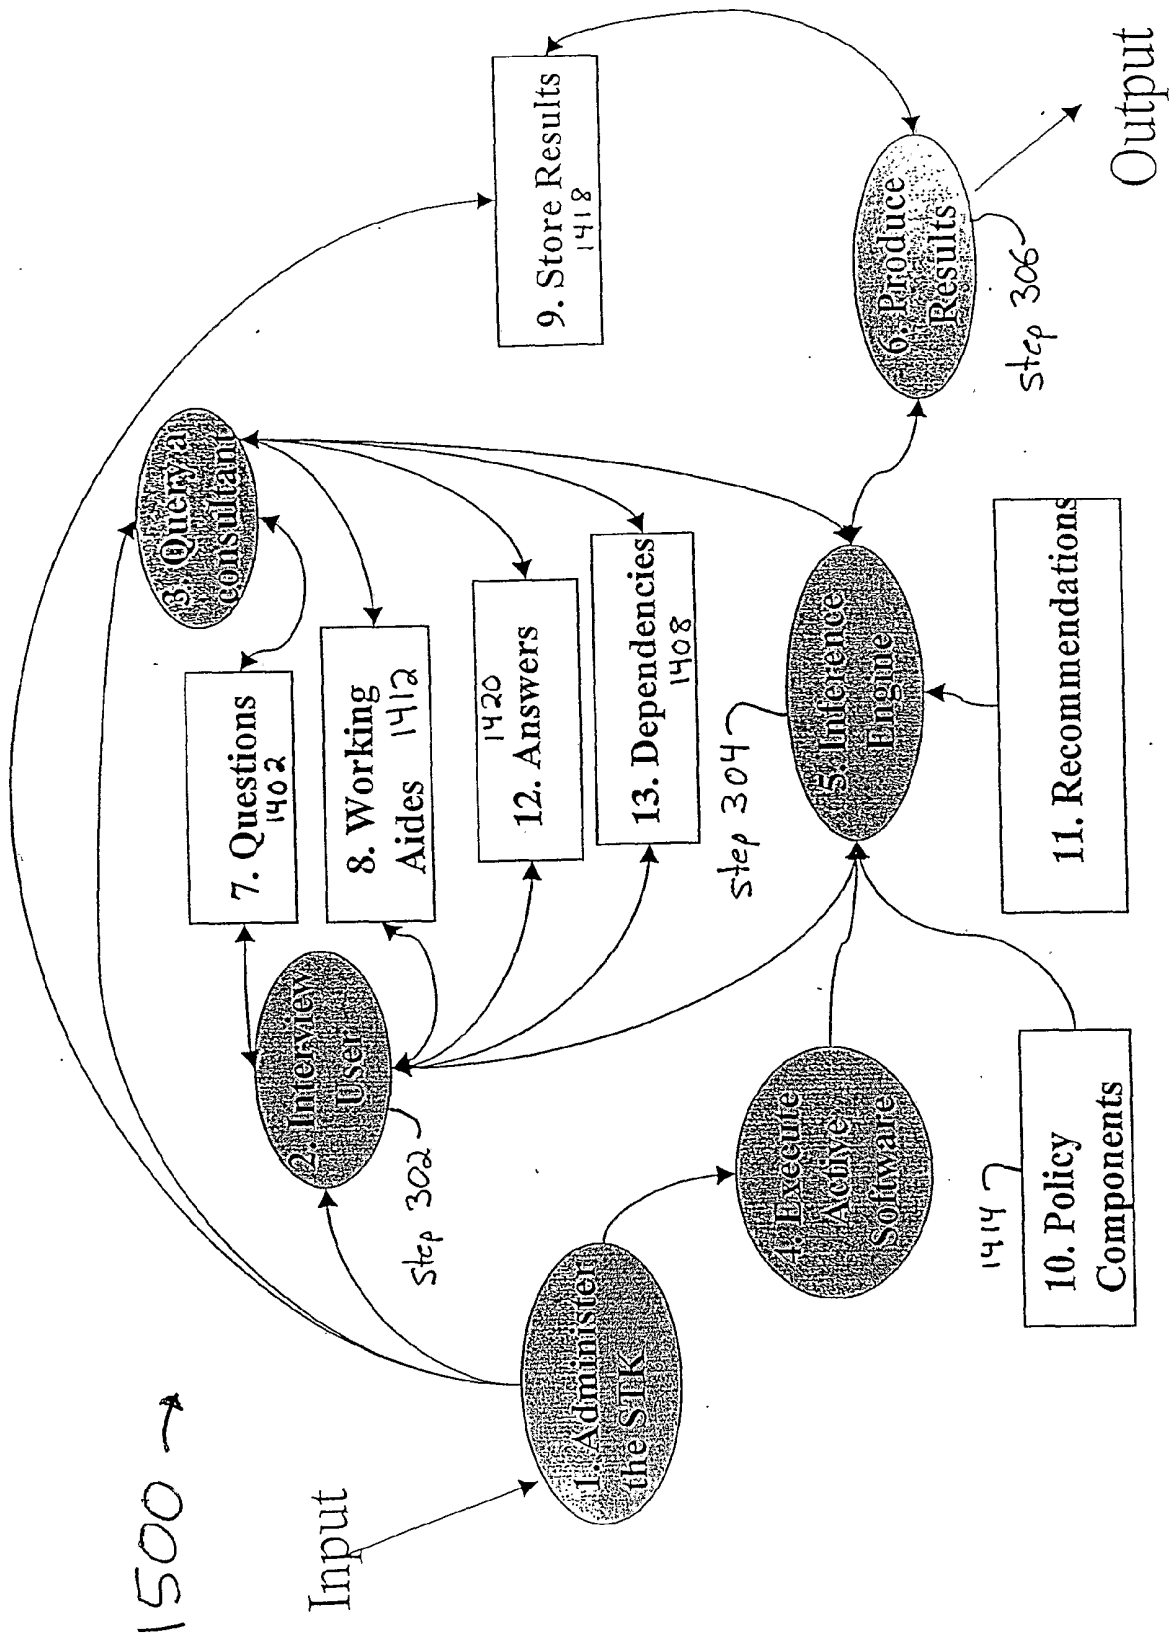 1500
Input
1. Administer
the STK
2. Interview
User
step 302
3. Query a
consultant
7. Questions
1402
8. Working
Aides 1412
1420
12. Answers
13. Dependencies
1408
9. Store Results
1418
4. Execute
Active
Software
step 304
5. Inference
Engine
6. Produce
Results
step 306
Output
1414
10. Policy
Components
11. Recommendations